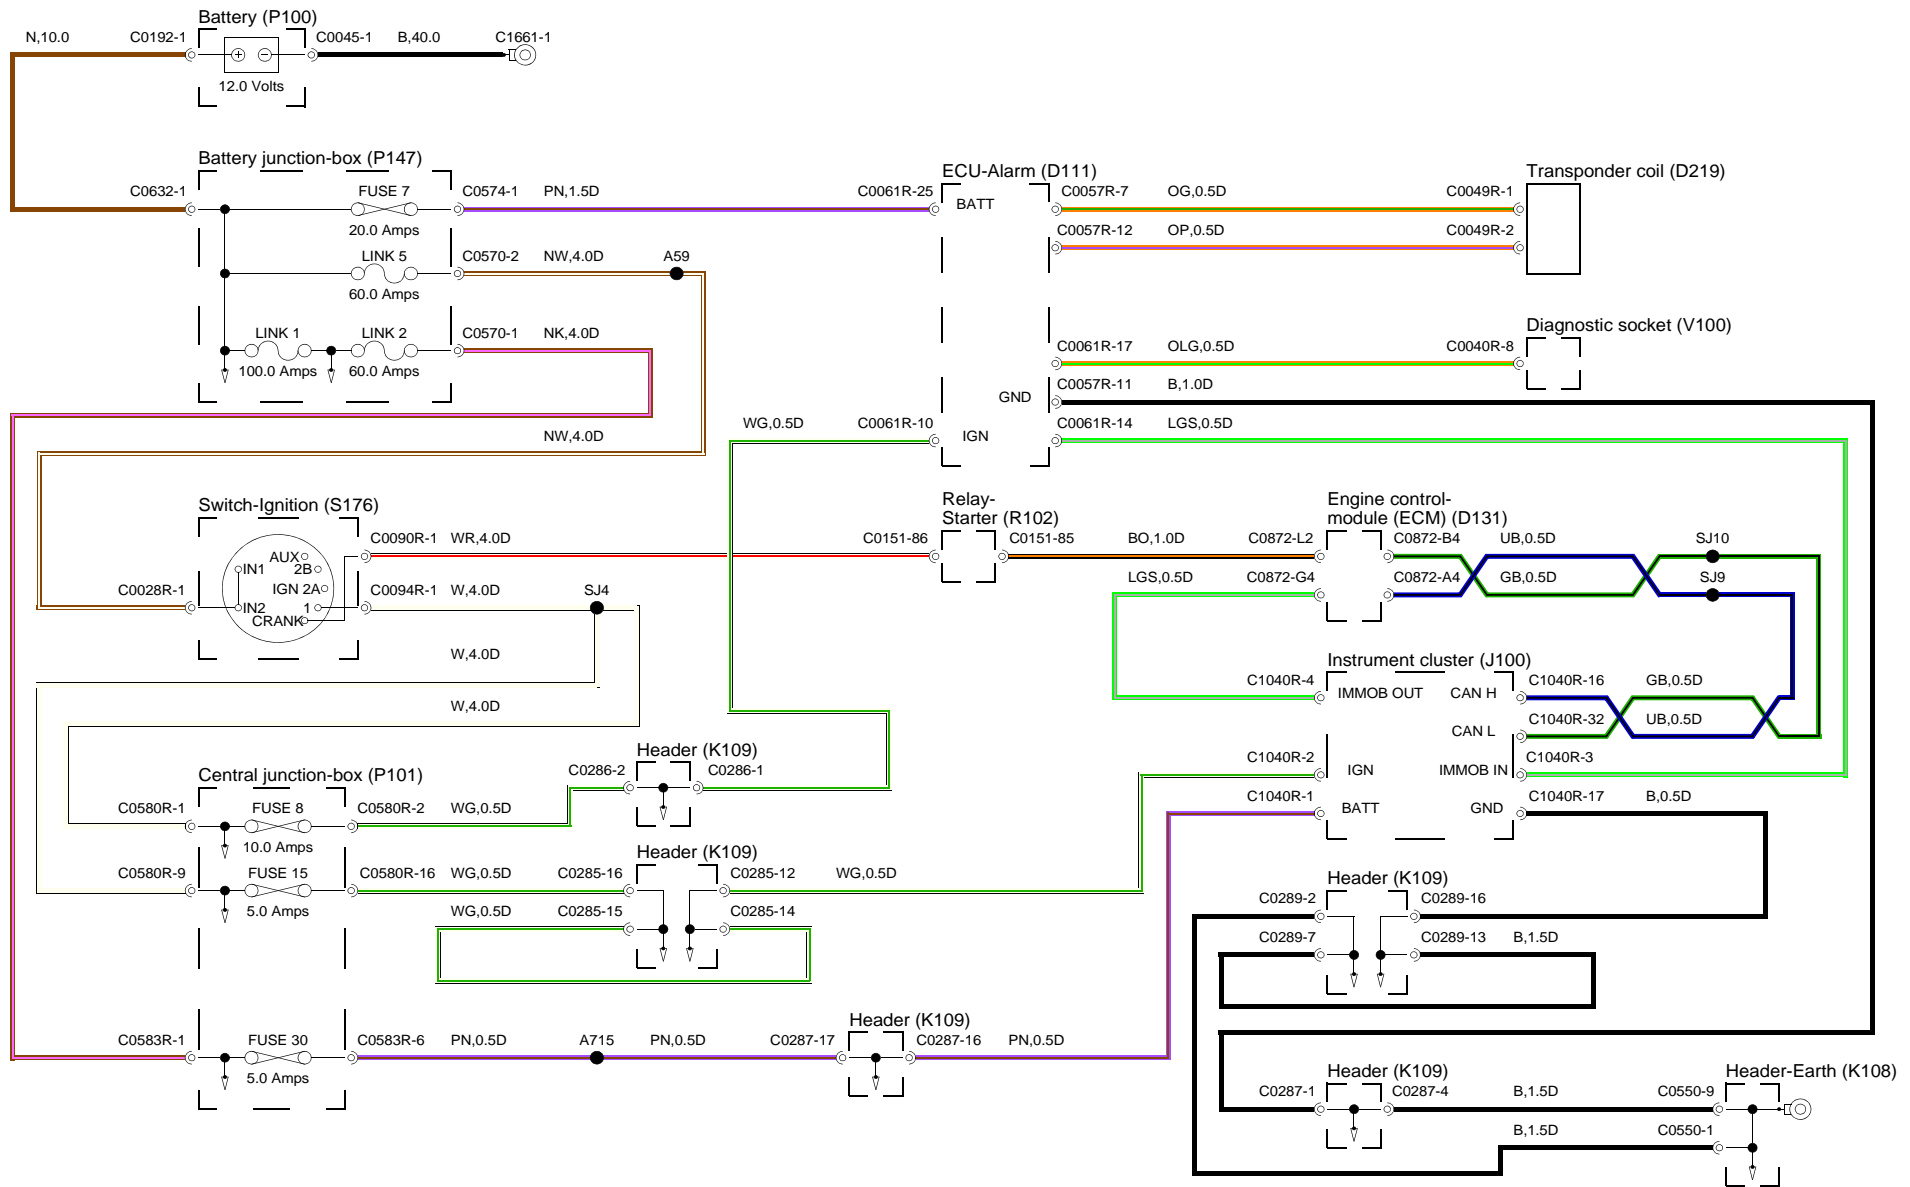 Battery (P100)
N,10.0
C0192-1
C0045-1
B,40.0
C1661-1
12.0 Volts
Battery junction-box (P147)
C0632-1
FUSE 7
C0574-1
PN,1.5D
20.0 Amps
LINK 5
C0570-2
NW,4.0D
A59
60.0 Amps
LINK 1
LINK 2
C0570-1
NK,4.0D
100.0 Amps
60.0 Amps
NW,4.0D
ECU-Alarm (D111)
C0061R-25
BATT
C0057R-7
OG,0.5D
C0049R-1
C0057R-12
OP,0.5D
C0049R-2
Transponder coil (D219)
Diagnostic socket (V100)
C0061R-17
OLG,0.5D
C0040R-8
GND
C0057R-11
B,1.0D
WG,0.5D
C0061R-10
IGN
C0061R-14
LGS,0.5D
Switch-Ignition (S176)
C0028R-1
AUX
2B
IN1
IGN 2A
IN2
1
CRANK
C0090R-1
WR,4.0D
C0094R-1
W,4.0D
SJ4
W,4.0D
W,4.0D
Relay-
Starter (R102)
C0151-86
C0151-85
BO,1.0D
C0872-L2
LGS,0.5D
C0872-G4
Engine control-
module (ECM) (D131)
C0872-B4
UB,0.5D
SJ10
C0872-A4
GB,0.5D
SJ9
Instrument cluster (J100)
C1040R-4
IMMOB OUT
CAN H
C1040R-16
GB,0.5D
CAN L
C1040R-32
UB,0.5D
C1040R-2
IGN
IMMOB IN
C1040R-3
C1040R-1
BATT
GND
C1040R-17
B,0.5D
Header (K109)
C0286-2
C0286-1
Central junction-box (P101)
C0580R-1
FUSE 8
C0580R-2
WG,0.5D
10.0 Amps
Header (K109)
C0580R-9
FUSE 15
C0580R-16
WG,0.5D
C0285-16
C0285-12
WG,0.5D
5.0 Amps
WG,0.5D
C0285-15
C0285-14
Header (K109)
C0289-2
C0289-16
C0289-7
C0289-13
B,1.5D
C0583R-1
FUSE 30
C0583R-6
PN,0.5D
A715
PN,0.5D
C0287-17
Header (K109)
C0287-16
PN,0.5D
5.0 Amps
Header (K109)
C0287-1
C0287-4
B,1.5D
C0550-9
Header-Earth (K108)
B,1.5D
C0550-1